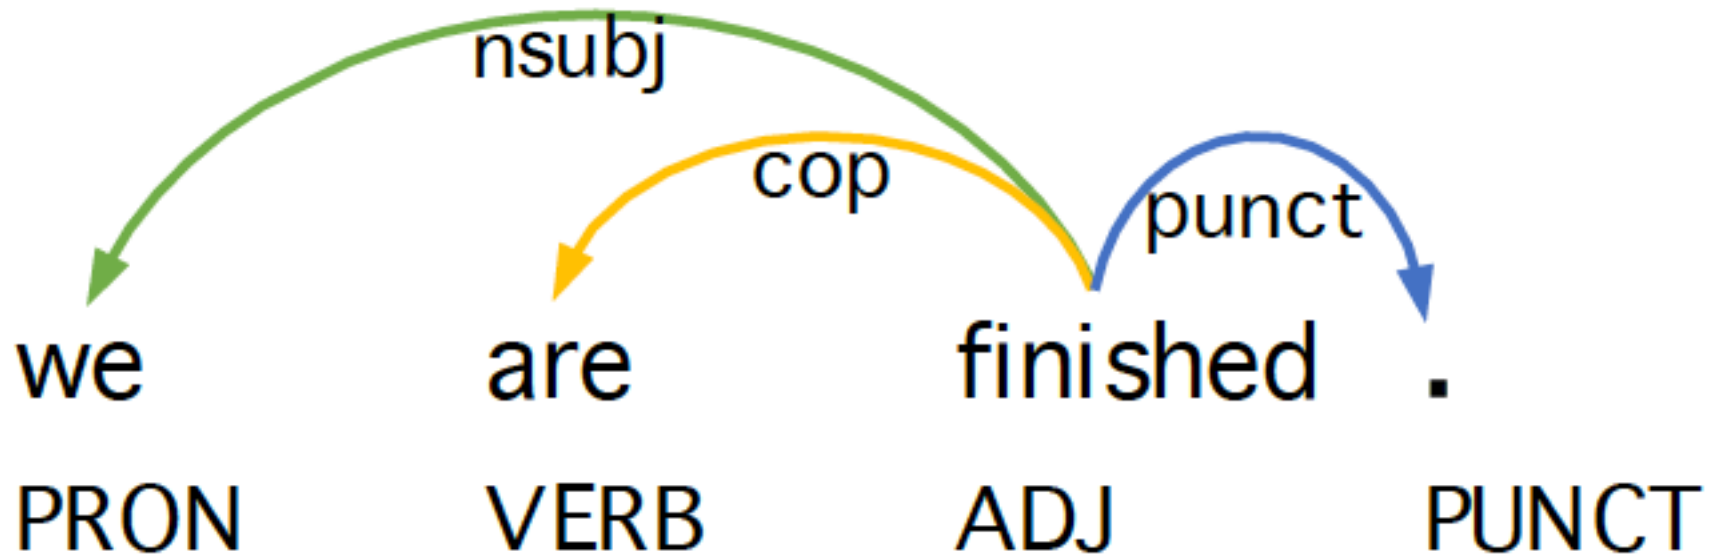 nsubj
cop
punct
we are finished .
PRON VERB ADJ PUNCT